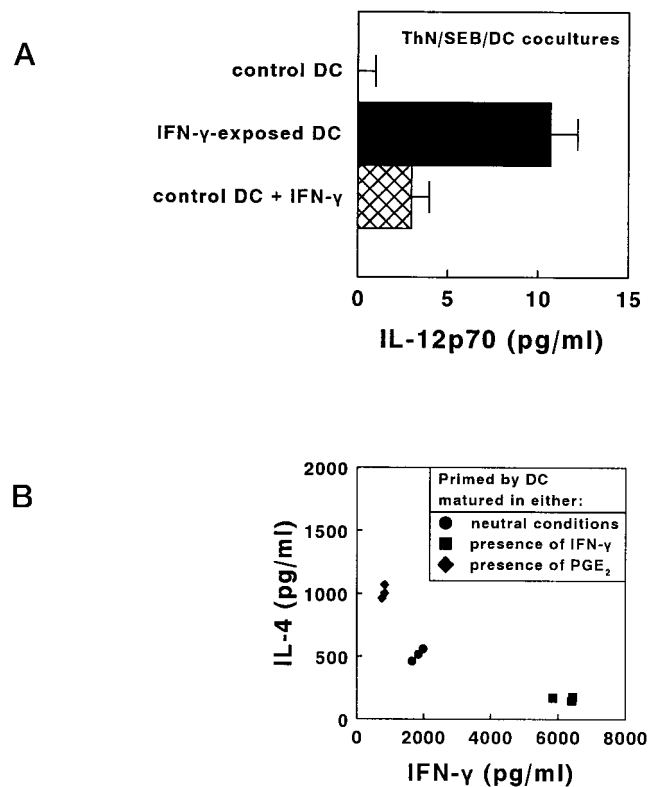 A
ThN/SEB/DC cocultures
control DC
IFN-γ-exposed DC
control DC + IFN-γ
0 5 10 15
IL-12p70 (pg/ml)
B
2000
1500
1000
500
0
IL-4 (pg/ml)
Primed by DC
matured in either:
neutral conditions
presence of IFN-γ
presence of PGE₂
0 2000 4000 6000 8000
IFN-γ (pg/ml)